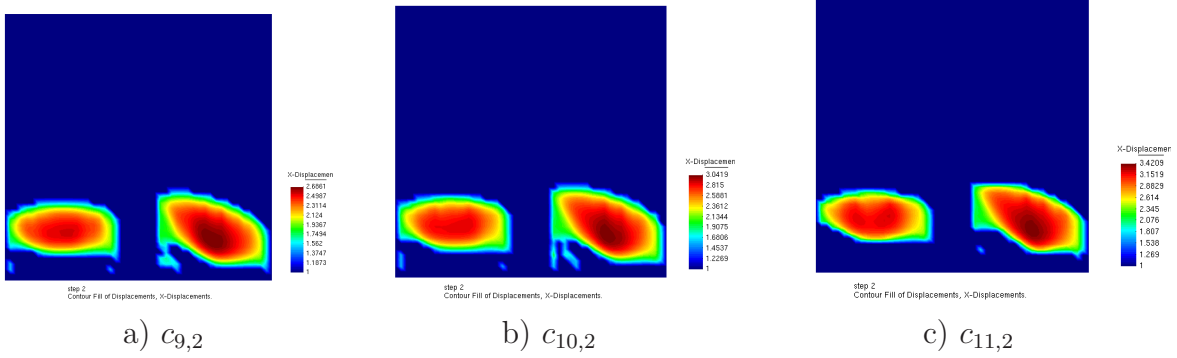 X-Displacemen
2.6861
2.4987
2.3114
2.124
1.9367
1.7494
1.562
1.3747
1.1873
1
step 2
Contour Fill of Displacements, X-Displacements.
a) c9,2
X-Displacemen
3.0419
2.815
2.5881
2.3612
2.1344
1.9075
1.6806
1.4537
1.2269
1
step 2
Contour Fill of Displacements, X-Displacements.
b) c10,2
X-Displacemen
3.4209
3.1519
2.8829
2.614
2.345
2.076
1.807
1.538
1.269
1
step 2
Contour Fill of Displacements, X-Displacements.
c) c11,2